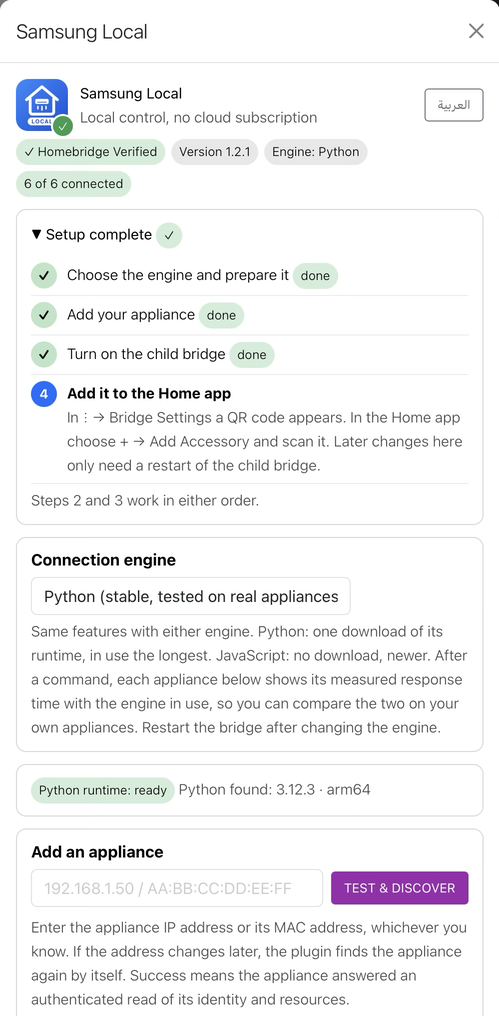 Samsung Local
LOCAL
Samsung Local
Local control, no cloud subscription
العربية
✓ Homebridge Verified
Version 1.2.1
Engine: Python
6 of 6 connected
▼ Setup complete ✓
✓ Choose the engine and prepare it done
✓ Add your appliance done
✓ Turn on the child bridge done
4 Add it to the Home app
In ⋮ → Bridge Settings a QR code appears. In the Home app
choose + → Add Accessory and scan it. Later changes here
only need a restart of the child bridge.
Steps 2 and 3 work in either order.
Connection engine
Python (stable, tested on real appliances
Same features with either engine. Python: one download of its
runtime, in use the longest. JavaScript: no download, newer. After
a command, each appliance below shows its measured response
time with the engine in use, so you can compare the two on your
own appliances. Restart the bridge after changing the engine.
Python runtime: ready Python found: 3.12.3 · arm64
Add an appliance
192.168.1.50 / AA:BB:CC:DD:EE:FF
TEST & DISCOVER
Enter the appliance IP address or its MAC address, whichever you
know. If the address changes later, the plugin finds the appliance
again by itself. Success means the appliance answered an
authenticated read of its identity and resources.